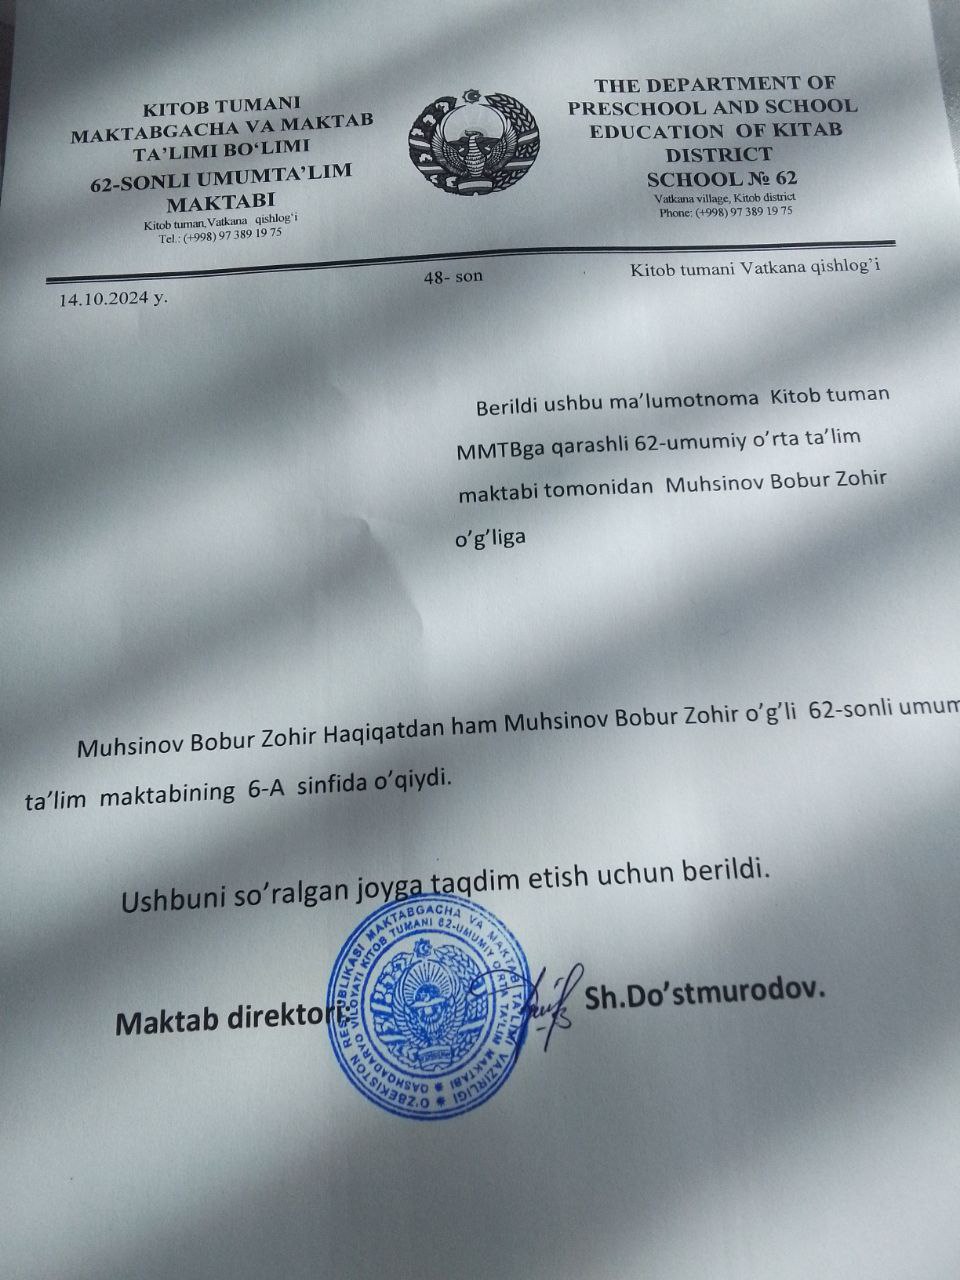 KITOB TUMANI
MAKTABGACHA VA MAKTAB
TA’LIMI BO‘LIMI
62-SONLI UMUMTA’LIM
MAKTABI
Kitob tuman, Vatkana qishlog‘i
Tel.: (+998) 97 389 19 75
THE DEPARTMENT OF
PRESCHOOL AND SCHOOL
EDUCATION OF KITAB
DISTRICT
SCHOOL № 62
Vatkana village, Kitob district
Phone: (+998) 97 389 19 75
14.10.2024 y.
48- son
Kitob tumani Vatkana qishlog’i
Berildi ushbu ma’lumotnoma Kitob tuman
MMTBga qarashli 62-umumiy o’rta ta’lim
maktabi tomonidan Muhsinov Bobur Zohir
o’g’liga
Muhsinov Bobur Zohir Haqiqatdan ham Muhsinov Bobur Zohir o’g’li 62-sonli umum
ta’lim maktabining 6-A sinfida o’qiydi.
Ushbuni so’ralgan joyga taqdim etish uchun berildi.
Maktab direktori:
Sh.Do’stmurodov.
O‘ZBEKISTON RESPUBLIKASI MAKTABGACHA VA MAKTAB TA’LIMI VAZIRLIGI
QASHQADARYO VILOYATI KITOB TUMANI 62-UMUMIY O‘RTA TA’LIM MAKTABI